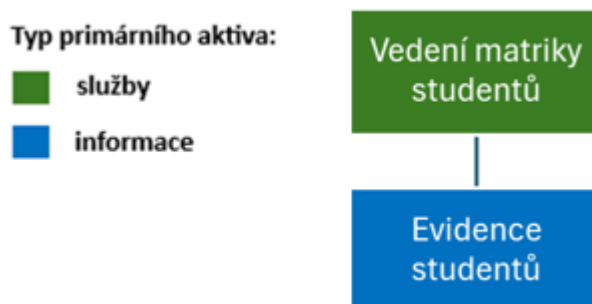 Typ primárního aktiva:
služby
informace
Vedení matriky
studentů
Evidence
studentů